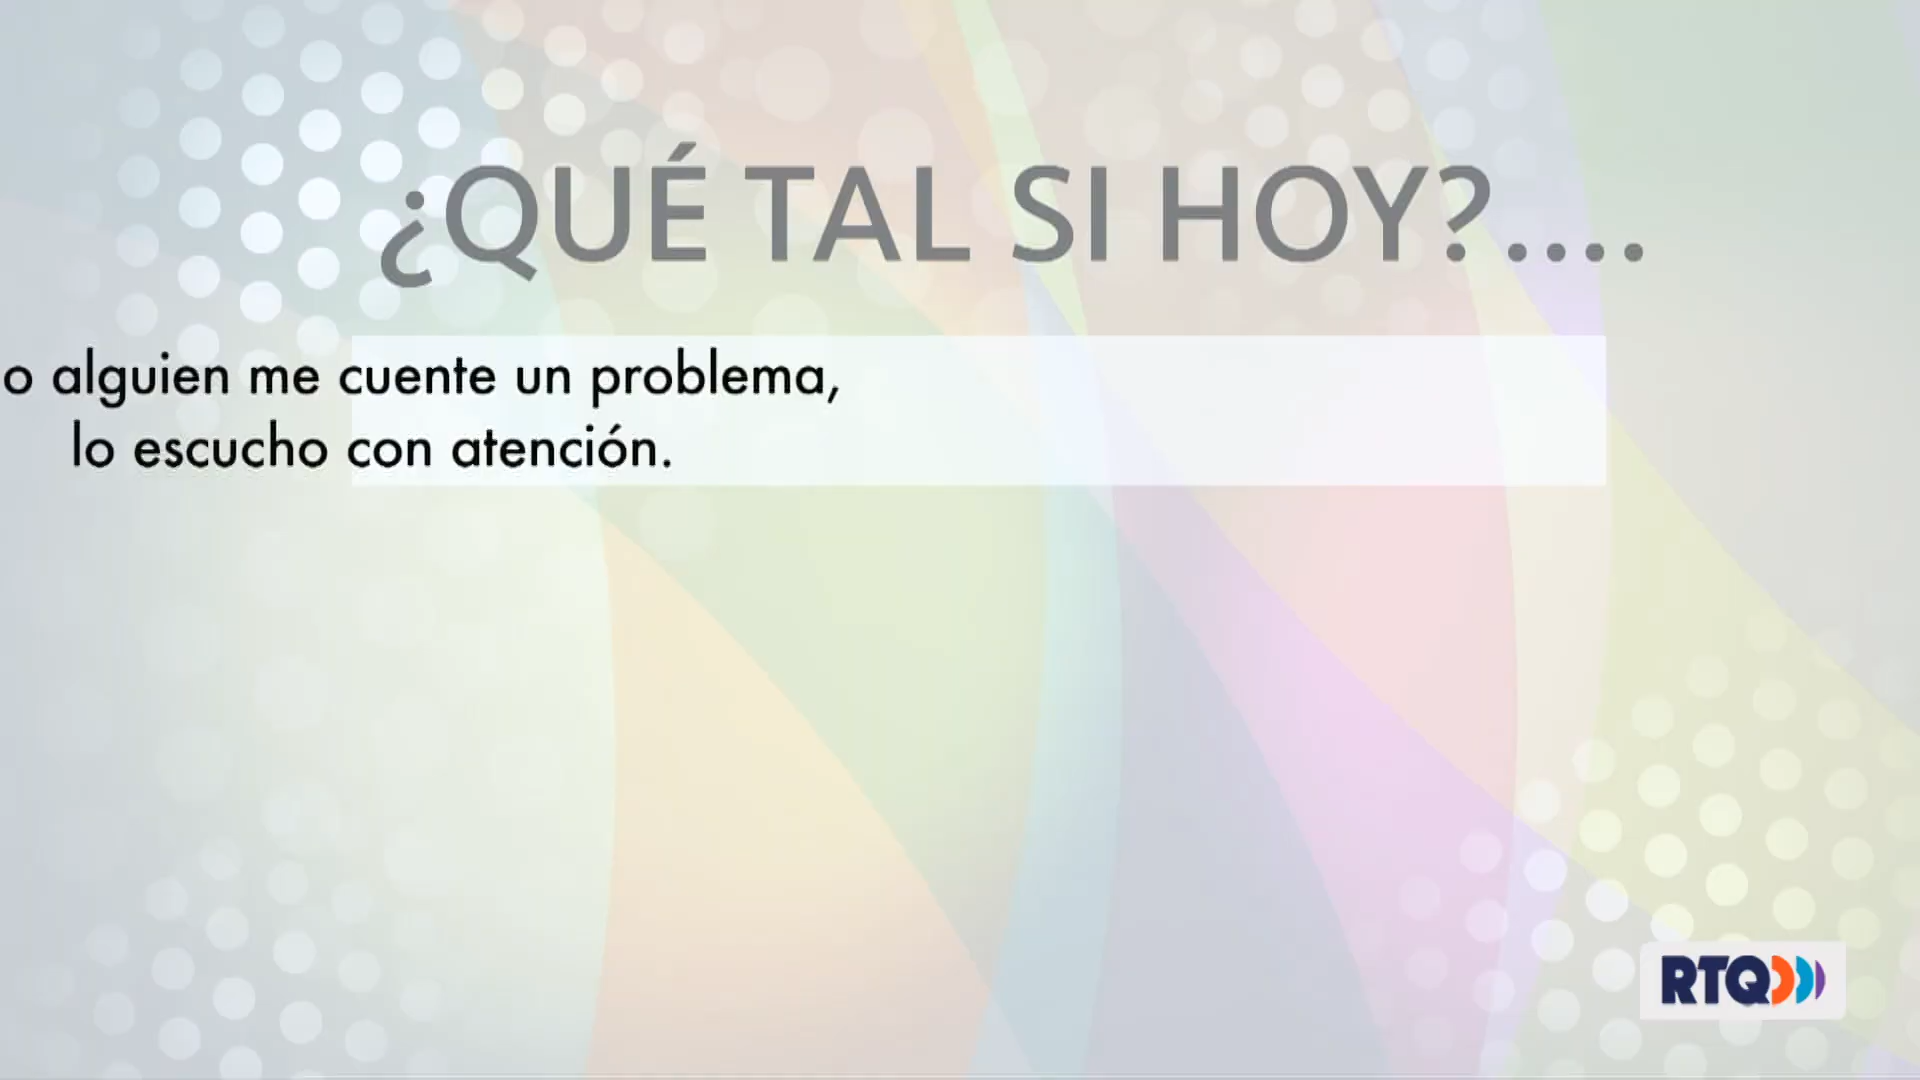 ¿QUÉ TAL SI HOY?....
o alguien me cuente un problema,
lo escucho con atención.
RTQ